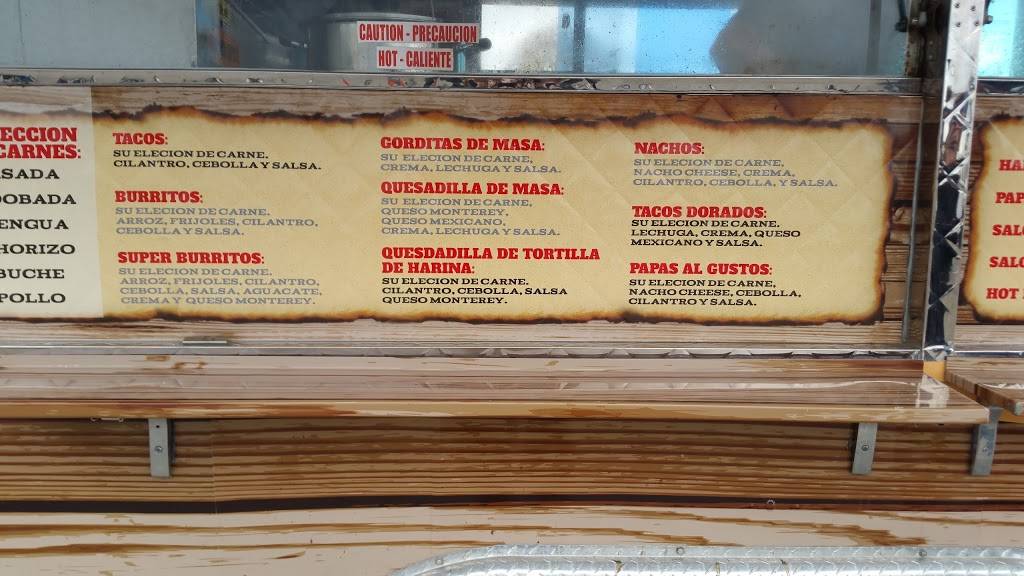 CAUTION - PRECAUCION
HOT - CALIENTE
ECCION
CARNES:
SADA
DOBADA
ENGUA
HORIZO
BUCHE
POLLO
TACOS:
SU ELECION DE CARNE.
CILANTRO, CEBOLLA Y SALSA.
BURRITOS:
SU ELECION DE CARNE.
ARROZ, FRIJOLES, CILANTRO,
CEBOLLA Y SALSA.
SUPER BURRITOS:
SU ELECION DE CARNE.
ARROZ, FRIJOLES, CILANTRO,
CEBOLLA, SALSA, AGUACATE,
CREMA Y QUESO MONTEREY.
GORDITAS DE MASA:
SU ELECION DE CARNE,
CREMA, LECHUGA Y SALSA.
QUESADILLA DE MASA:
SU ELECION DE CARNE,
QUESO MONTEREY,
QUESO MEXICANO,
CREMA, LECHUGA Y SALSA.
QUESDADILLA DE TORTILLA
DE HARINA:
SU ELECION DE CARNE.
CILANTRO, CEBOLLA, SALSA
QUESO MONTEREY.
NACHOS:
SU ELECION DE CARNE,
NACHO CHEESE, CREMA,
CILANTRO, CEBOLLA, Y SALSA.
TACOS DORADOS:
SU ELECION DE CARNE.
LECHUGA, CREMA, QUESO
MEXICANO Y SALSA.
PAPAS AL GUSTOS:
SU ELECION DE CARNE,
NACHO CHEESE, CEBOLLA,
CILANTRO Y SALSA.
HA
PAP
SALC
SALC
HOT